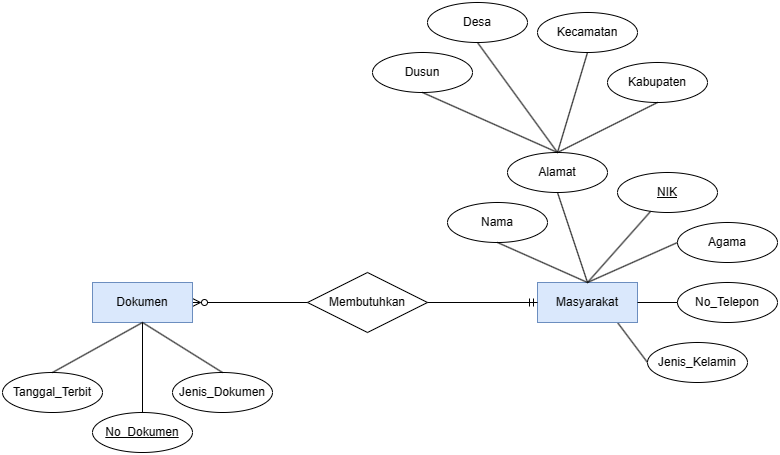 Desa
Kecamatan
Dusun
Kabupaten
Alamat
NIK
Nama
Agama
Dokumen
Membutuhkan
Masyarakat
No_Telepon
Jenis_Kelamin
Tanggal_Terbit
Jenis_Dokumen
No_Dokumen